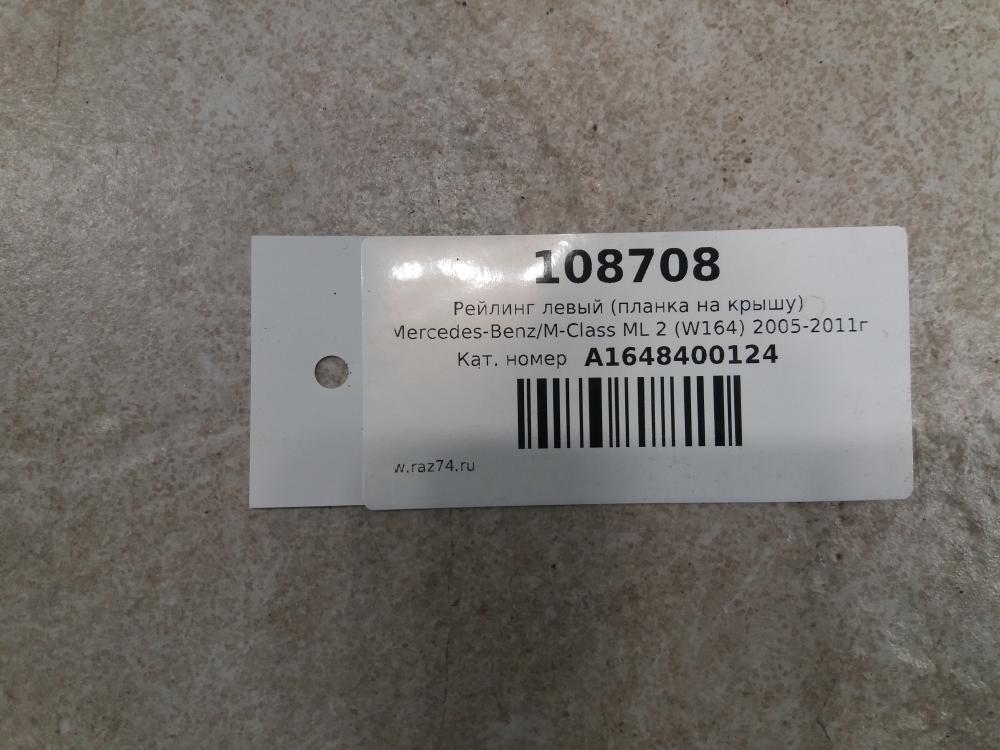 108708
Рейлинг левый (планка на крышу)
Mercedes-Benz/M-Class ML 2 (W164) 2005-2011г
Кат. номер A1648400124
w.raz74.ru